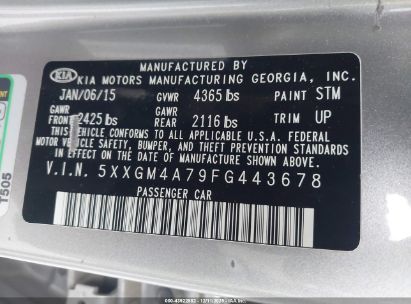 MANUFACTURED BY
KIA KIA MOTORS MANUFACTURING GEORGIA, INC.
JAN/06/15 GVWR 4365 lbs PAINT STM
GAWR FRONT 2425 lbs GAWR REAR 2116 lbs TRIM UP
THIS VEHICLE CONFORMS TO ALL APPLICABLE U.S.A. FEDERAL
MOTOR VEHICLE SAFETY, BUMPER, AND THEFT PREVENTION
STANDARDS IN EFFECT ON THE DATE OF MANUFACTURE SHOWN ABOVE.
V.I.N. 5XXGM4A79FG443678
PASSENGER CAR
T505